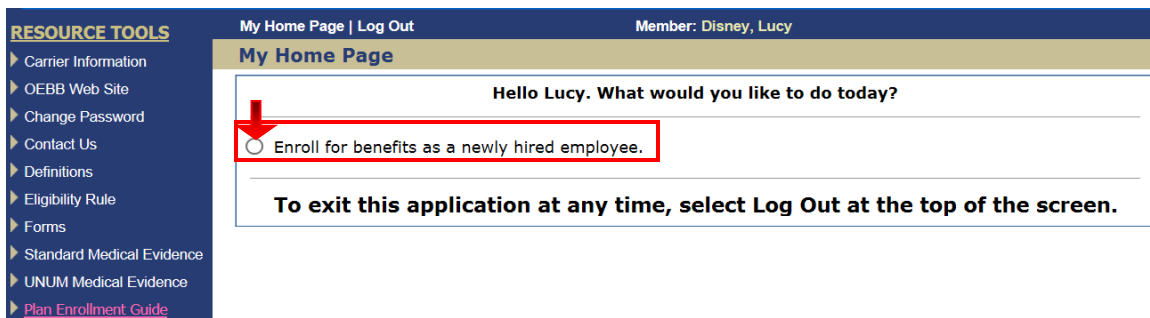 RESOURCE TOOLS
Carrier Information
OEBB Web Site
Change Password
Contact Us
Definitions
Eligibility Rule
Forms
Standard Medical Evidence
UNUM Medical Evidence
Plan Enrollment Guide
My Home Page | Log Out
Member: Disney, Lucy
My Home Page
Hello Lucy. What would you like to do today?
Enroll for benefits as a newly hired employee.
To exit this application at any time, select Log Out at the top of the screen.